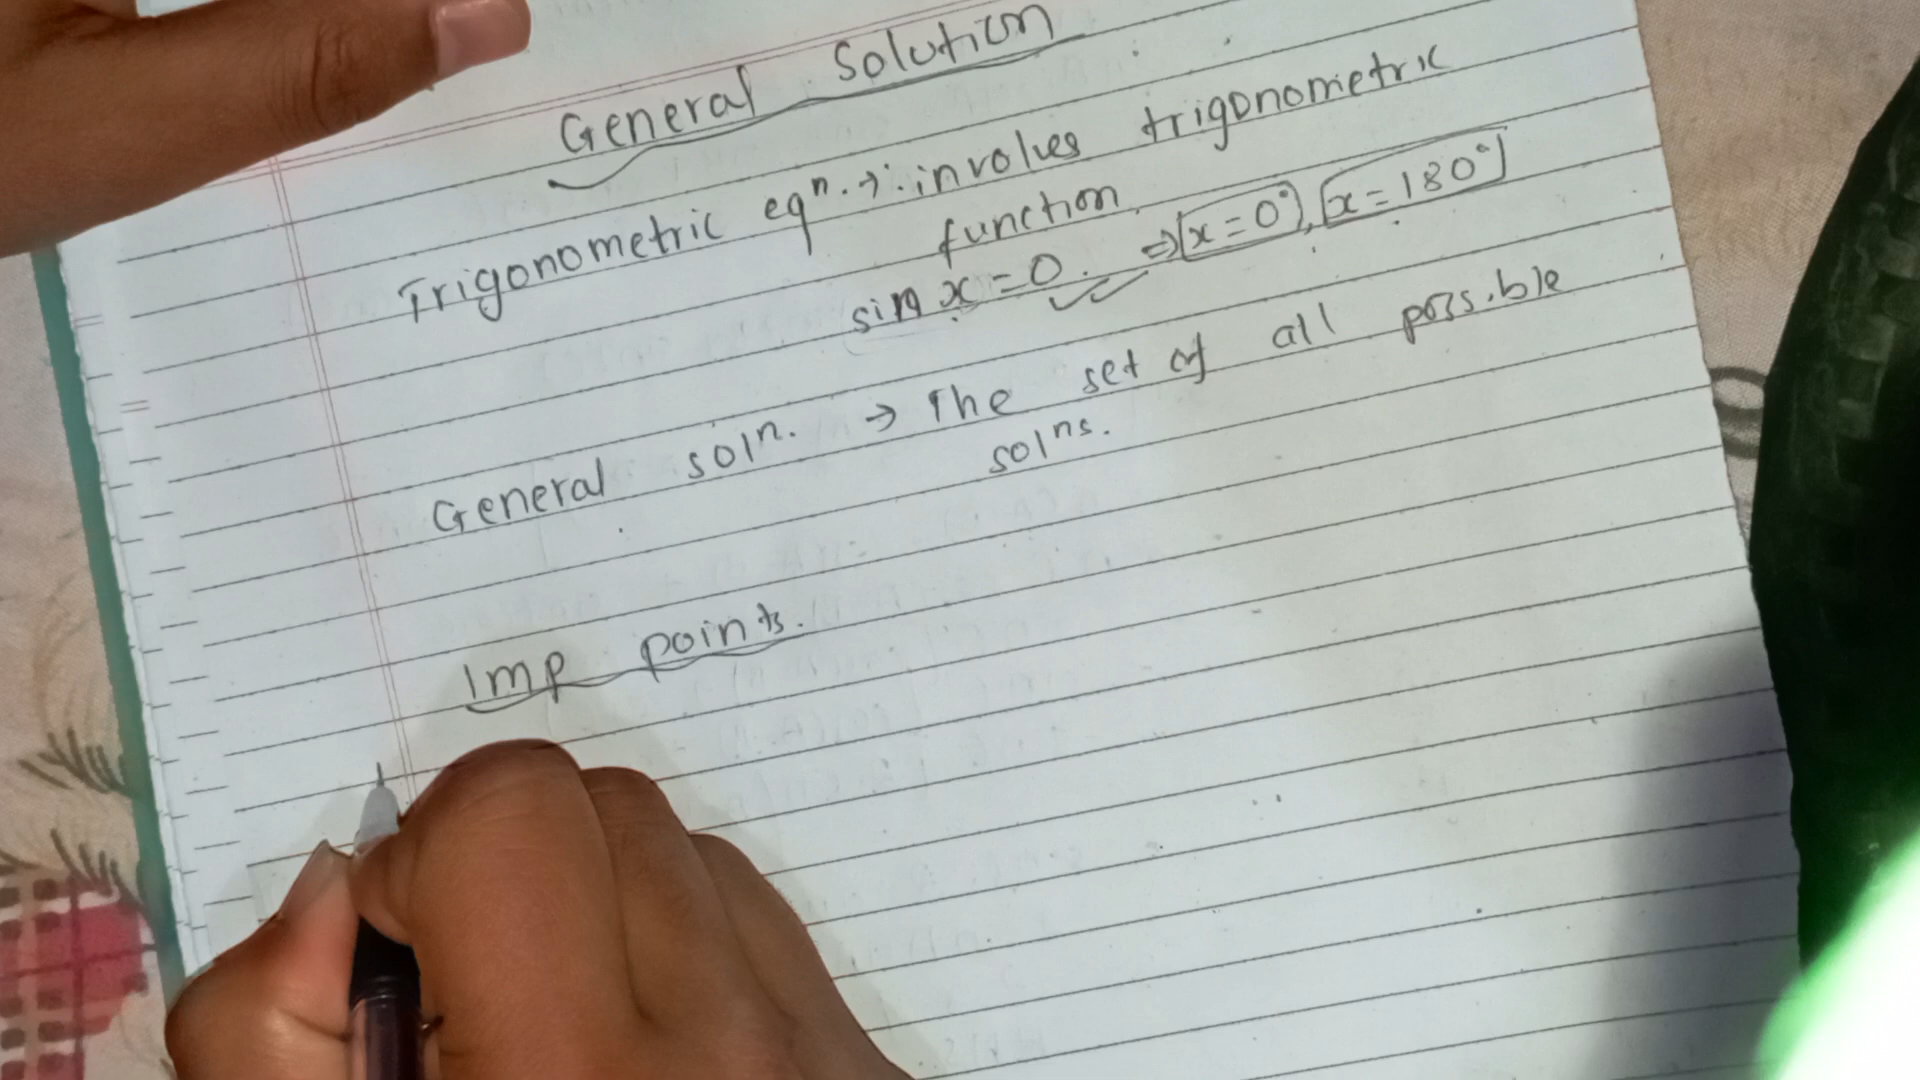 General Solution
Trigonometric eqⁿ. → involves trigonometric
function.
sin x = 0. ⇒ x = 0°, x = 180°
General solⁿ. → The set of all possible
solⁿˢ.
Imp points.